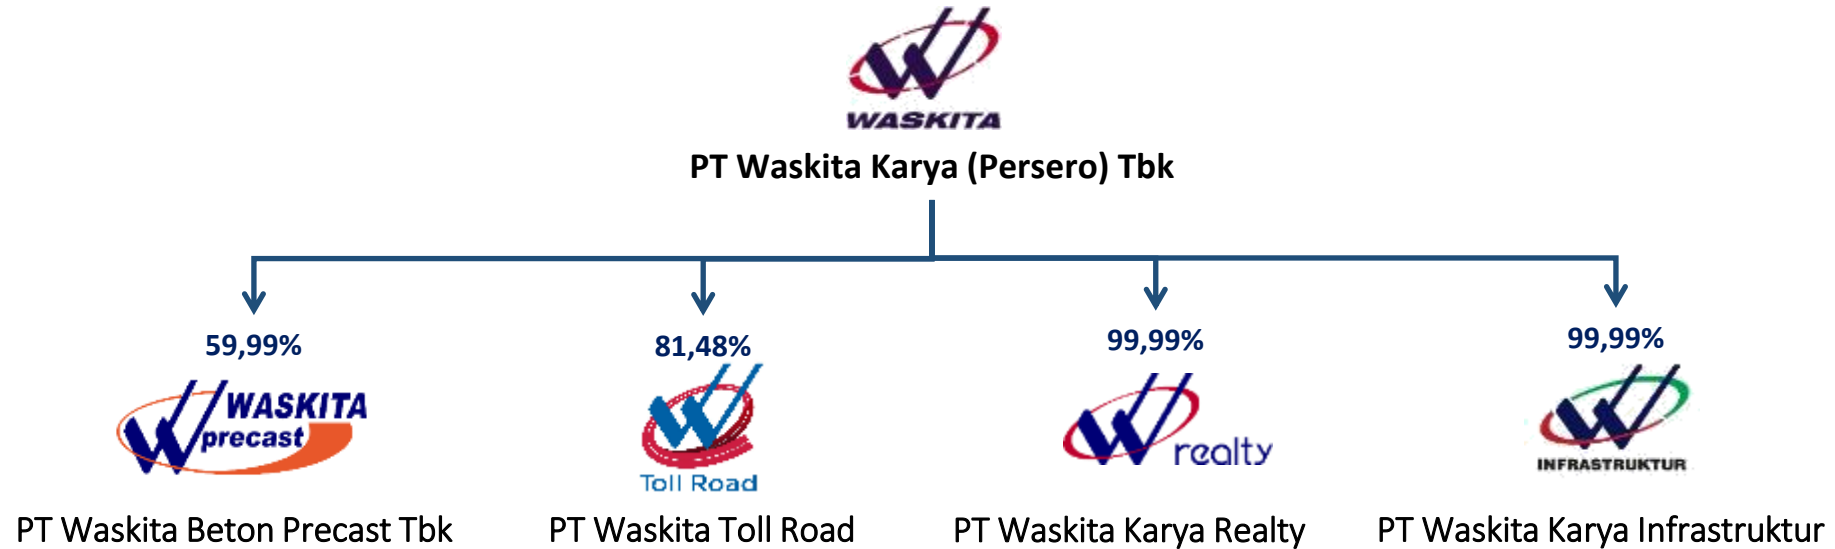 WASKITA
PT Waskita Karya (Persero) Tbk
59,99%
81,48%
99,99%
99,99%
WASKITA
precast
Toll Road
realty
INFRASTRUKTUR
PT Waskita Beton Precast Tbk
PT Waskita Toll Road
PT Waskita Karya Realty
PT Waskita Karya Infrastruktur